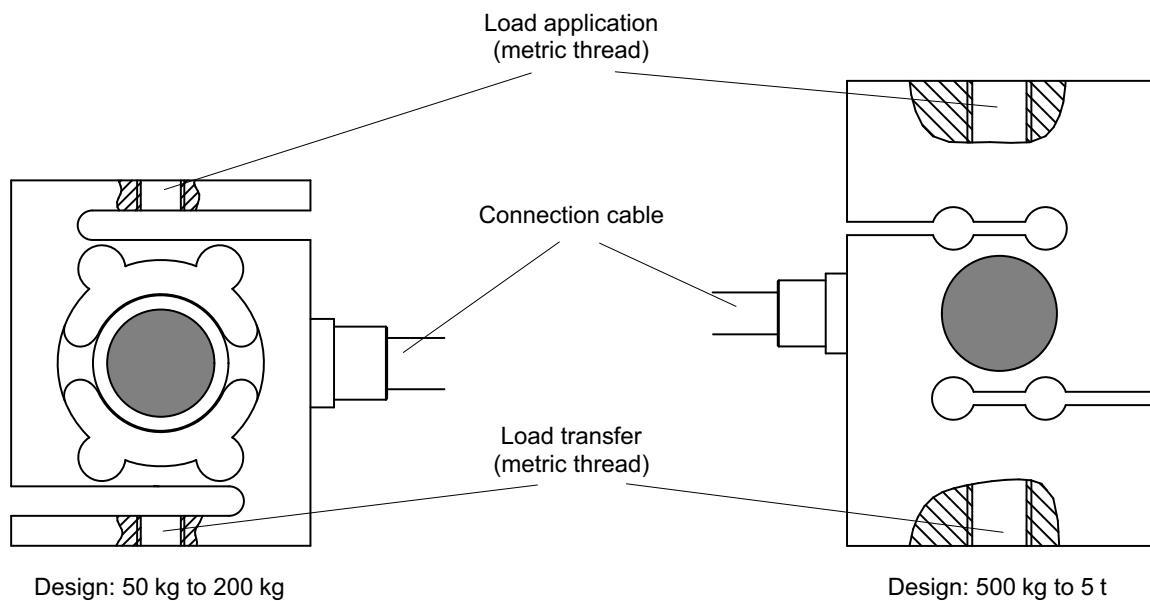 Load application
(metric thread)
Connection cable
Load transfer
(metric thread)
Design: 50 kg to 200 kg
Design: 500 kg to 5 t